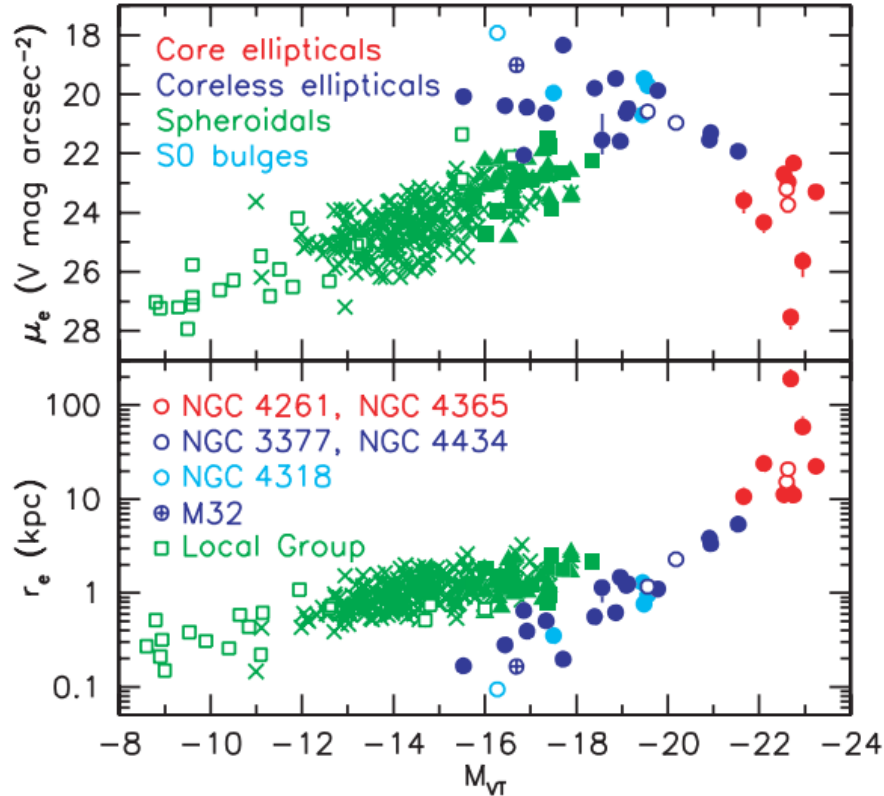 18
20
22
24
26
28
μe (V mag arcsec−2)
Core ellipticals
Coreless ellipticals
Spheroidals
S0 bulges
100
10
1
0.1
re (kpc)
NGC 4261, NGC 4365
NGC 3377, NGC 4434
NGC 4318
M32
Local Group
−8 −10 −12 −14 −16 −18 −20 −22 −24
MVT